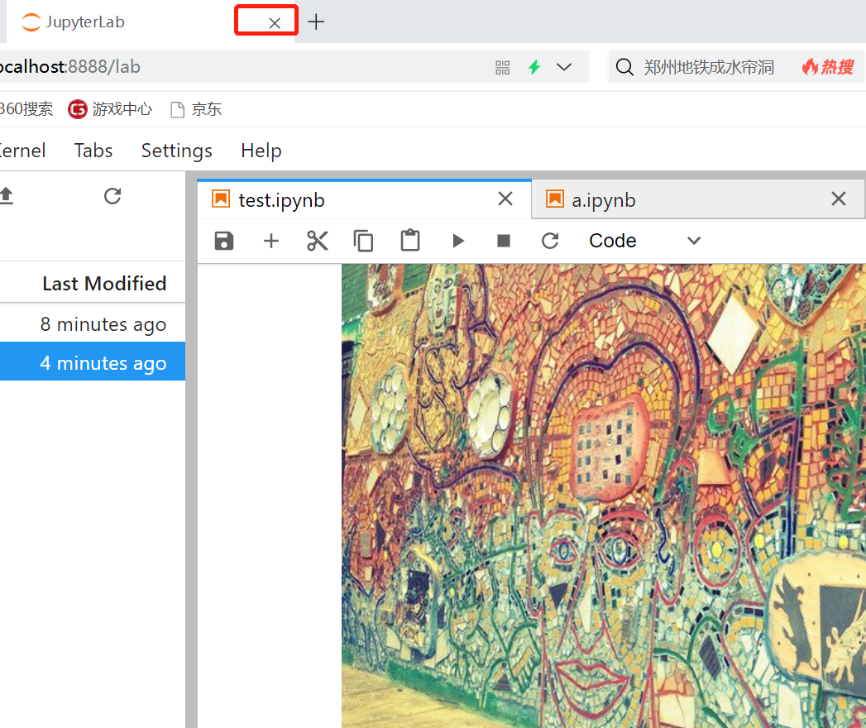 JupyterLab
ocalhost:8888/lab
郑州地铁成水帘洞
热搜
360搜索
游戏中心
京东
Kernel
Tabs
Settings
Help
test.ipynb
a.ipynb
Code
Last Modified
8 minutes ago
4 minutes ago